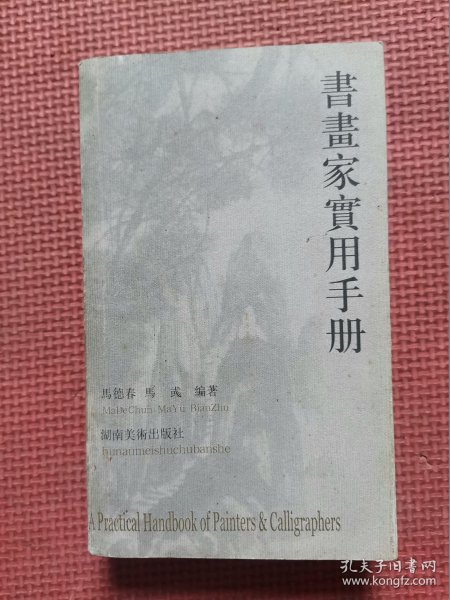 書畫家實用手册
馬德春 馬 彧 编著
MaDeChun MaYu BianZhu
湖南美術出版社
hunanmeishuchubanshe
A Practical Handbook of Painters & Calligraphers
孔夫子旧书网
www.kongfz.com